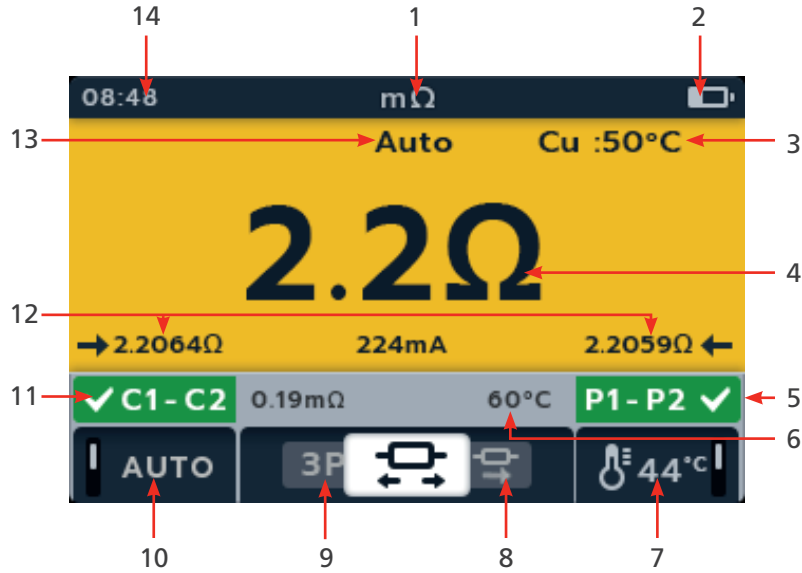 14 1 2
08:48 mΩ
13 Auto Cu :50°C 3
2.2Ω 4
12
2.2064Ω 224mA 2.2059Ω
11 C1-C2 0.19mΩ 60°C P1-P2 5
6
AUTO 3P 44°C
10 9 8 7